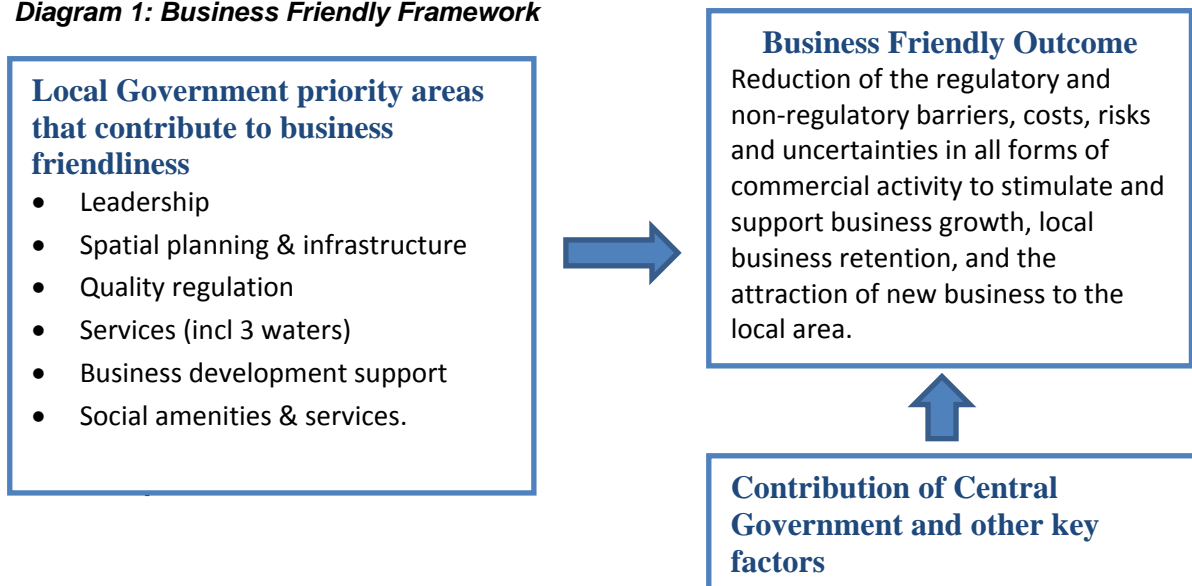 Diagram 1: Business Friendly Framework
Local Government priority areas
that contribute to business
friendliness
• Leadership
• Spatial planning & infrastructure
• Quality regulation
• Services (incl 3 waters)
• Business development support
• Social amenities & services.
Business Friendly Outcome
Reduction of the regulatory and
non-regulatory barriers, costs, risks
and uncertainties in all forms of
commercial activity to stimulate and
support business growth, local
business retention, and the
attraction of new business to the
local area.
Contribution of Central
Government and other key
factors